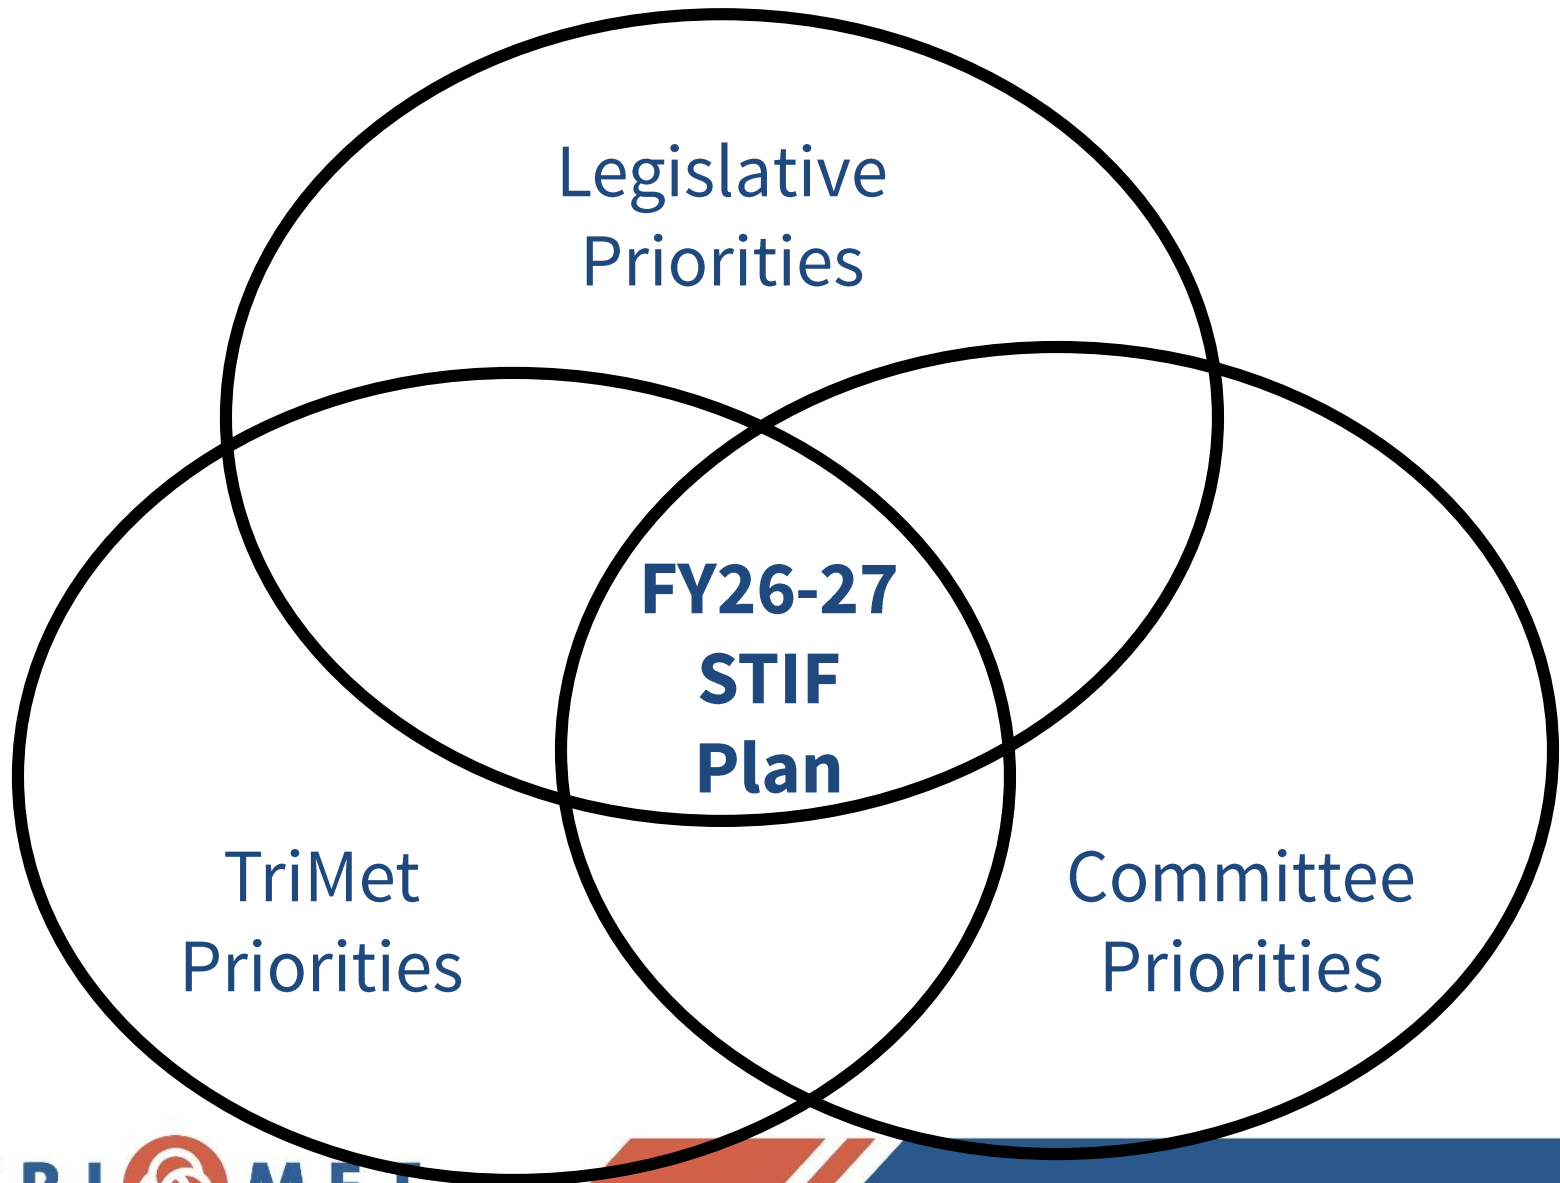 Legislative
Priorities
FY26-27
STIF
Plan
TriMet
Priorities
Committee
Priorities